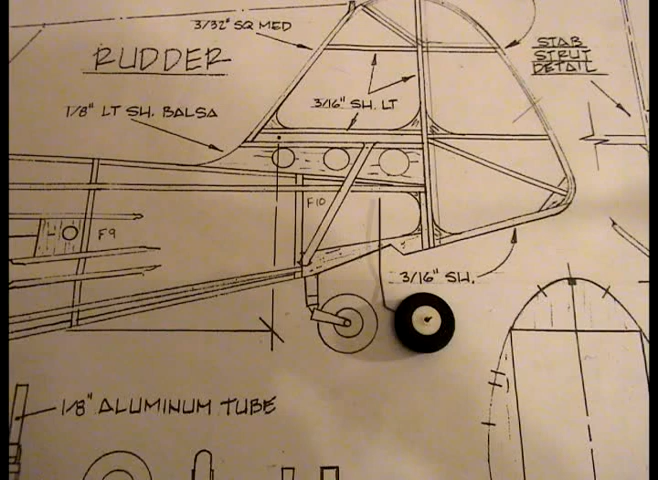 3/32" SQ MED
RUDDER
STAB
STRUT
DETAIL
3/16" SH. LT
1/8" LT SH. BALSA
F10
F9
3/16" SH.
1/8" ALUMINUM TUBE